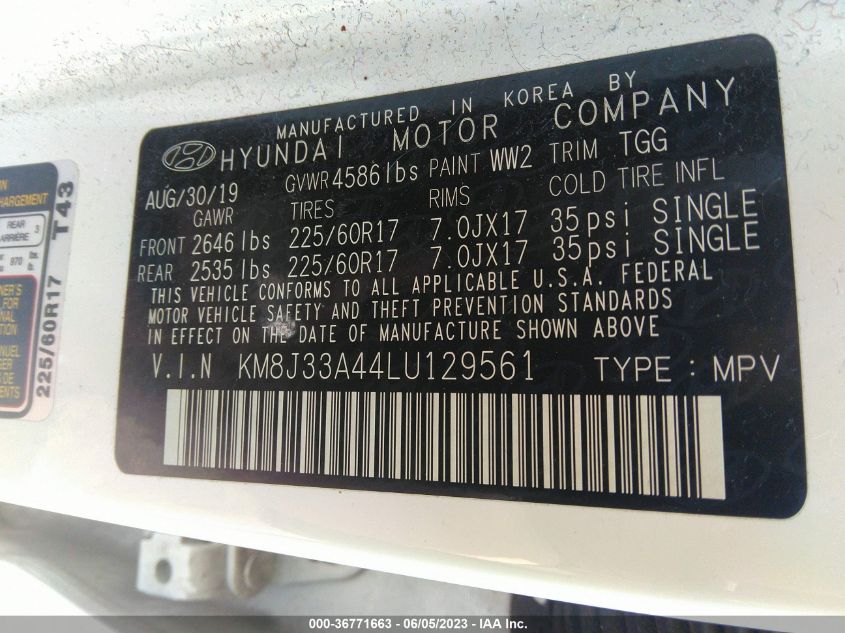 MANUFACTURED IN KOREA BY
HYUNDAI MOTOR COMPANY
AUG/30/19 GVWR 4586 lbs PAINT WW2 TRIM TGG
GAWR TIRES RIMS COLD TIRE INFL
FRONT 2646 lbs 225/60R17 7.0JX17 35psi SINGLE
REAR 2535 lbs 225/60R17 7.0JX17 35psi SINGLE
THIS VEHICLE CONFORMS TO ALL APPLICABLE U.S.A. FEDERAL
MOTOR VEHICLE SAFETY AND THEFT PREVENTION STANDARDS
IN EFFECT ON THE DATE OF MANUFACTURE SHOWN ABOVE
V.I.N KM8J33A44LU129561 TYPE : MPV
REAR
3
970
225/60R17 T43
000-36771663 - 06/05/2023 - IAA Inc.